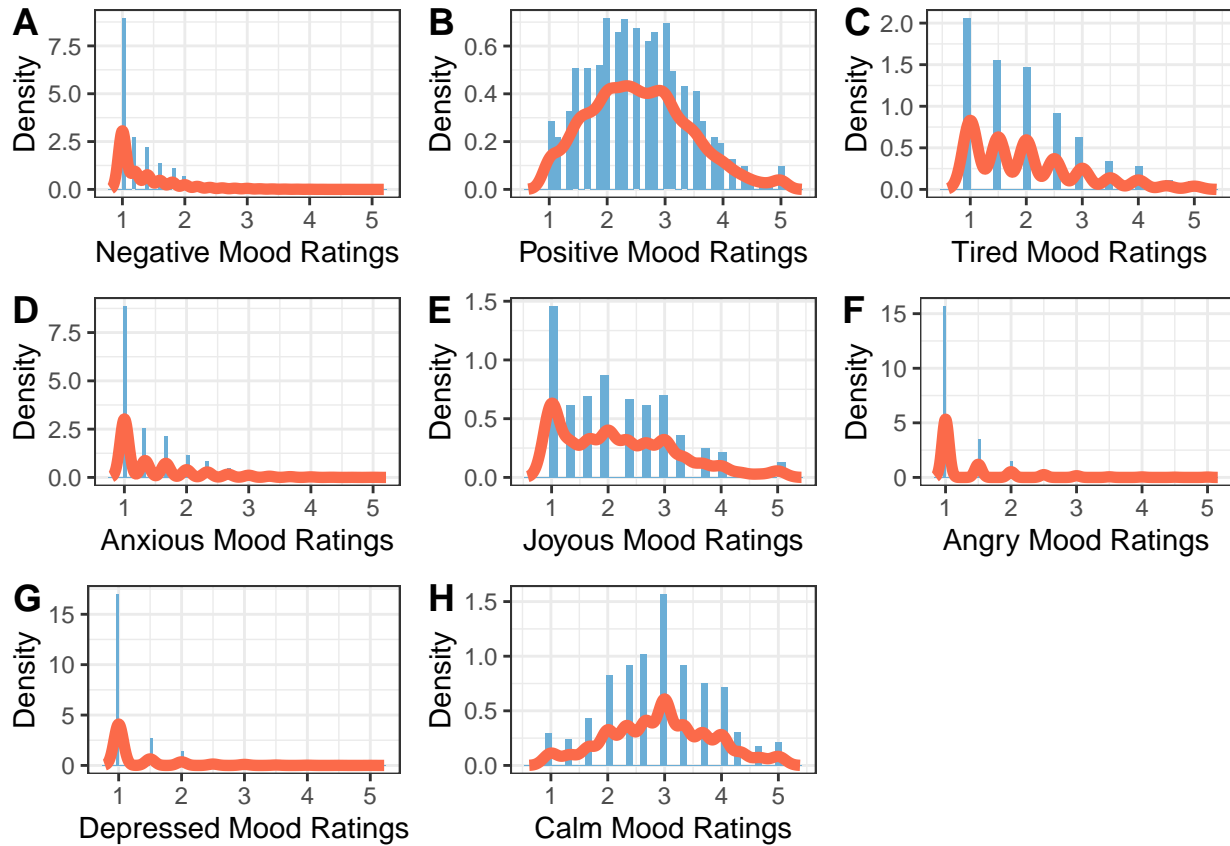 A
Density
7.5
5.0
2.5
0.0
1 2 3 4 5
Negative Mood Ratings
B
Density
0.6
0.4
0.2
0.0
1 2 3 4 5
Positive Mood Ratings
C
Density
2.0
1.5
1.0
0.5
0.0
1 2 3 4 5
Tired Mood Ratings
D
Density
7.5
5.0
2.5
0.0
1 2 3 4 5
Anxious Mood Ratings
E
Density
1.5
1.0
0.5
0.0
1 2 3 4 5
Joyous Mood Ratings
F
Density
15
10
5
0
1 2 3 4 5
Angry Mood Ratings
G
Density
15
10
5
0
1 2 3 4 5
Depressed Mood Ratings
H
Density
1.5
1.0
0.5
0.0
1 2 3 4 5
Calm Mood Ratings